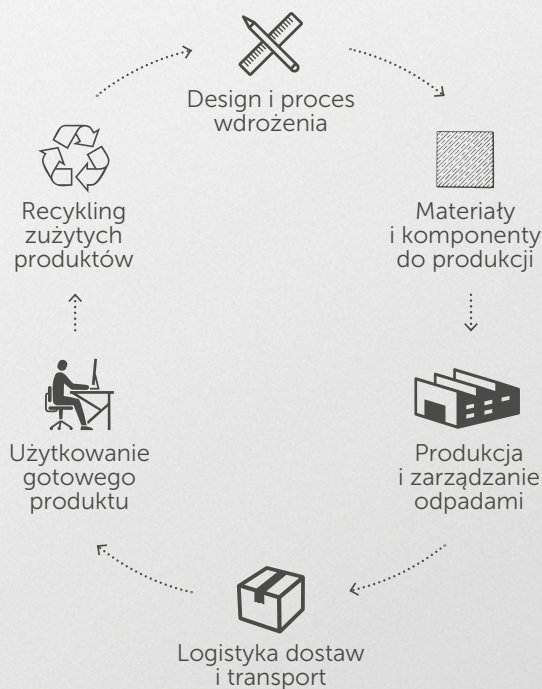 Design i proces
wdrożenia
Materiały
i komponenty
do produkcji
Produkcja
i zarządzanie
odpadami
Logistyka dostaw
i transport
Użytkowanie
gotowego
produktu
Recykling
zużytych
produktów